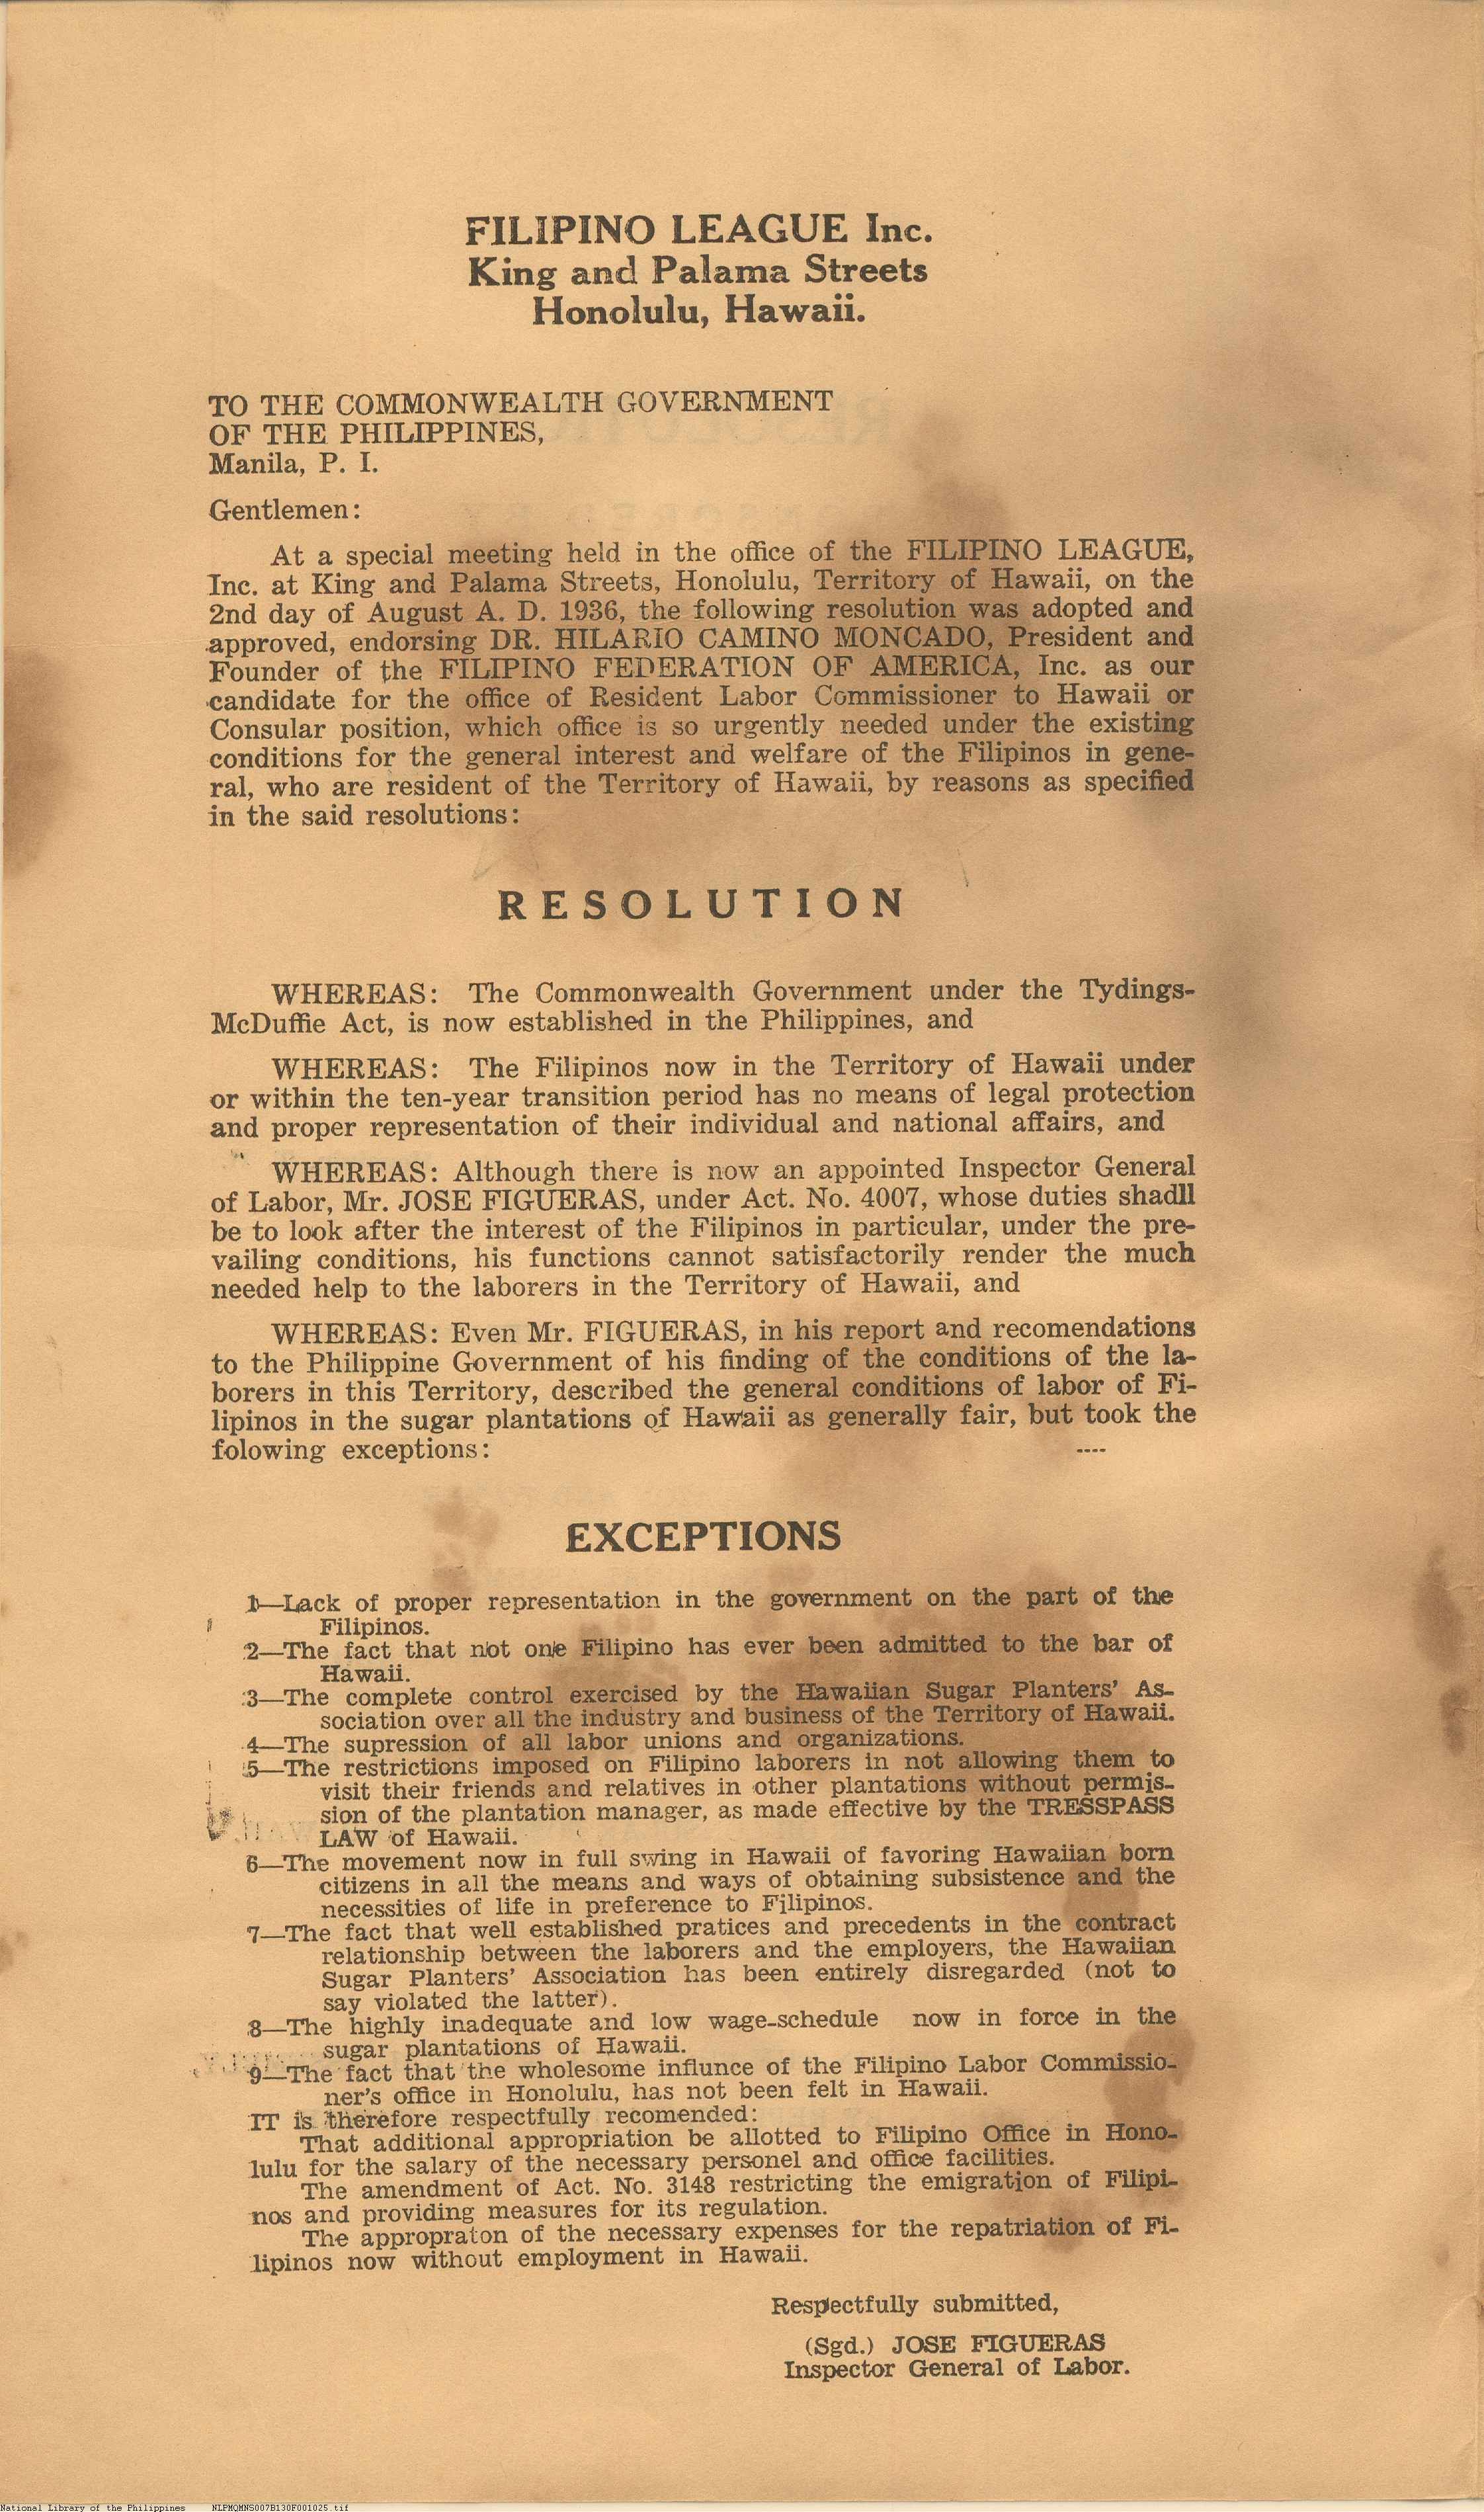 FILIPINO LEAGUE Inc.
King and Palama Streets
Honolulu, Hawaii.
TO THE COMMONWEALTH GOVERNMENT
OF THE PHILIPPINES,
Manila, P. I.
Gentlemen:
At a special meeting held in the office of the FILIPINO LEAGUE,
Inc. at King and Palama Streets, Honolulu, Territory of Hawaii, on the
2nd day of August A. D. 1936, the following resolution was adopted and
approved, endorsing DR. HILARIO CAMINO MONCADO, President and
Founder of the FILIPINO FEDERATION OF AMERICA, Inc. as our
candidate for the office of Resident Labor Commissioner to Hawaii or
Consular position, which office is so urgently needed under the existing
conditions for the general interest and welfare of the Filipinos in gene-
ral, who are resident of the Territory of Hawaii, by reasons as specified
in the said resolutions:
RESOLUTION
WHEREAS: The Commonwealth Government under the Tydings-
McDuffie Act, is now established in the Philippines, and
WHEREAS: The Filipinos now in the Territory of Hawaii under
or within the ten-year transition period has no means of legal protection
and proper representation of their individual and national affairs, and
WHEREAS: Although there is now an appointed Inspector General
of Labor, Mr. JOSE FIGUERAS, under Act. No. 4007, whose duties shadll
be to look after the interest of the Filipinos in particular, under the pre-
vailing conditions, his functions cannot satisfactorily render the much
needed help to the laborers in the Territory of Hawaii, and
WHEREAS: Even Mr. FIGUERAS, in his report and recomendations
to the Philippine Government of his finding of the conditions of the la-
borers in this Territory, described the general conditions of labor of Fi-
lipinos in the sugar plantations of Hawaii as generally fair, but took the
folowing exceptions: ----
EXCEPTIONS
1—Lack of proper representation in the government on the part of the
Filipinos.
2—The fact that not one Filipino has ever been admitted to the bar of
Hawaii.
3—The complete control exercised by the Hawaiian Sugar Planters' As-
sociation over all the industry and business of the Territory of Hawaii.
4—The supression of all labor unions and organizations.
5—The restrictions imposed on Filipino laborers in not allowing them to
visit their friends and relatives in other plantations without permis-
sion of the plantation manager, as made effective by the TRESSPASS
LAW of Hawaii.
6—The movement now in full swing in Hawaii of favoring Hawaiian born
citizens in all the means and ways of obtaining subsistence and the
necessities of life in preference to Filipinos.
7—The fact that well established pratices and precedents in the contract
relationship between the laborers and the employers, the Hawaiian
Sugar Planters' Association has been entirely disregarded (not to
say violated the latter).
8—The highly inadequate and low wage-schedule now in force in the
sugar plantations of Hawaii.
9—The fact that the wholesome influnce of the Filipino Labor Commissio-
ner's office in Honolulu, has not been felt in Hawaii.
IT is therefore respectfully recomended:
That additional appropriation be allotted to Filipino Office in Hono-
lulu for the salary of the necessary personel and office facilities.
The amendment of Act. No. 3148 restricting the emigration of Filipi-
nos and providing measures for its regulation.
The appropraton of the necessary expenses for the repatriation of Fi-
lipinos now without employment in Hawaii.
Respectfully submitted,
(Sgd.) JOSE FIGUERAS
Inspector General of Labor.
National Library of the Philippines NLPMQMNS007B130F001025.tif